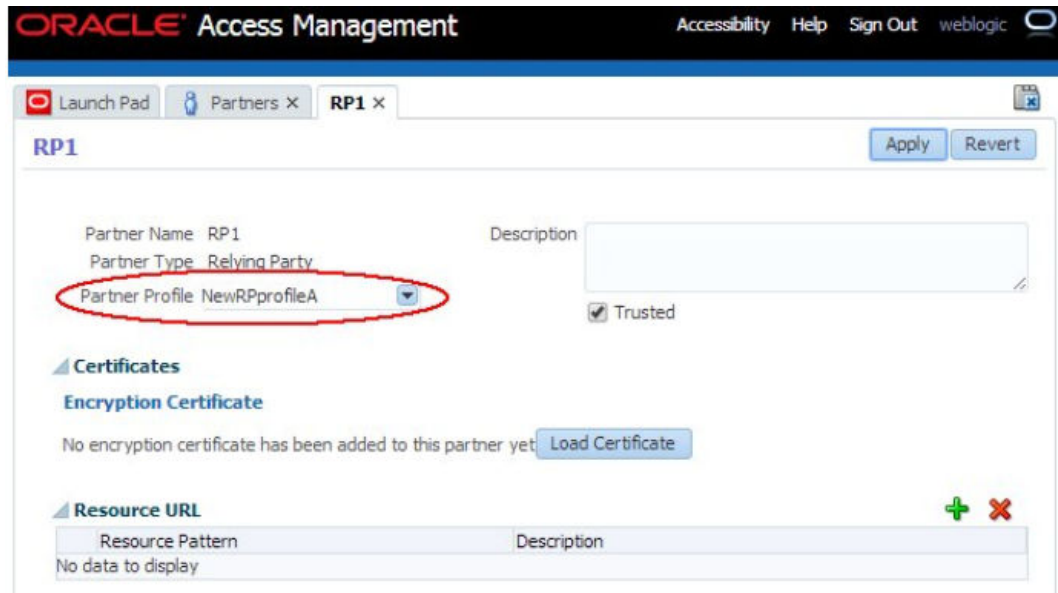 ORACLE Access Management Accessibility Help Sign Out weblogic
Launch Pad Partners RP1
RP1 Apply Revert
Partner Name RP1 Description
Partner Type Relying Party
Partner Profile NewRPprofileA
Trusted
Certificates
Encryption Certificate
No encryption certificate has been added to this partner yet Load Certificate
Resource URL
Resource Pattern Description
No data to display